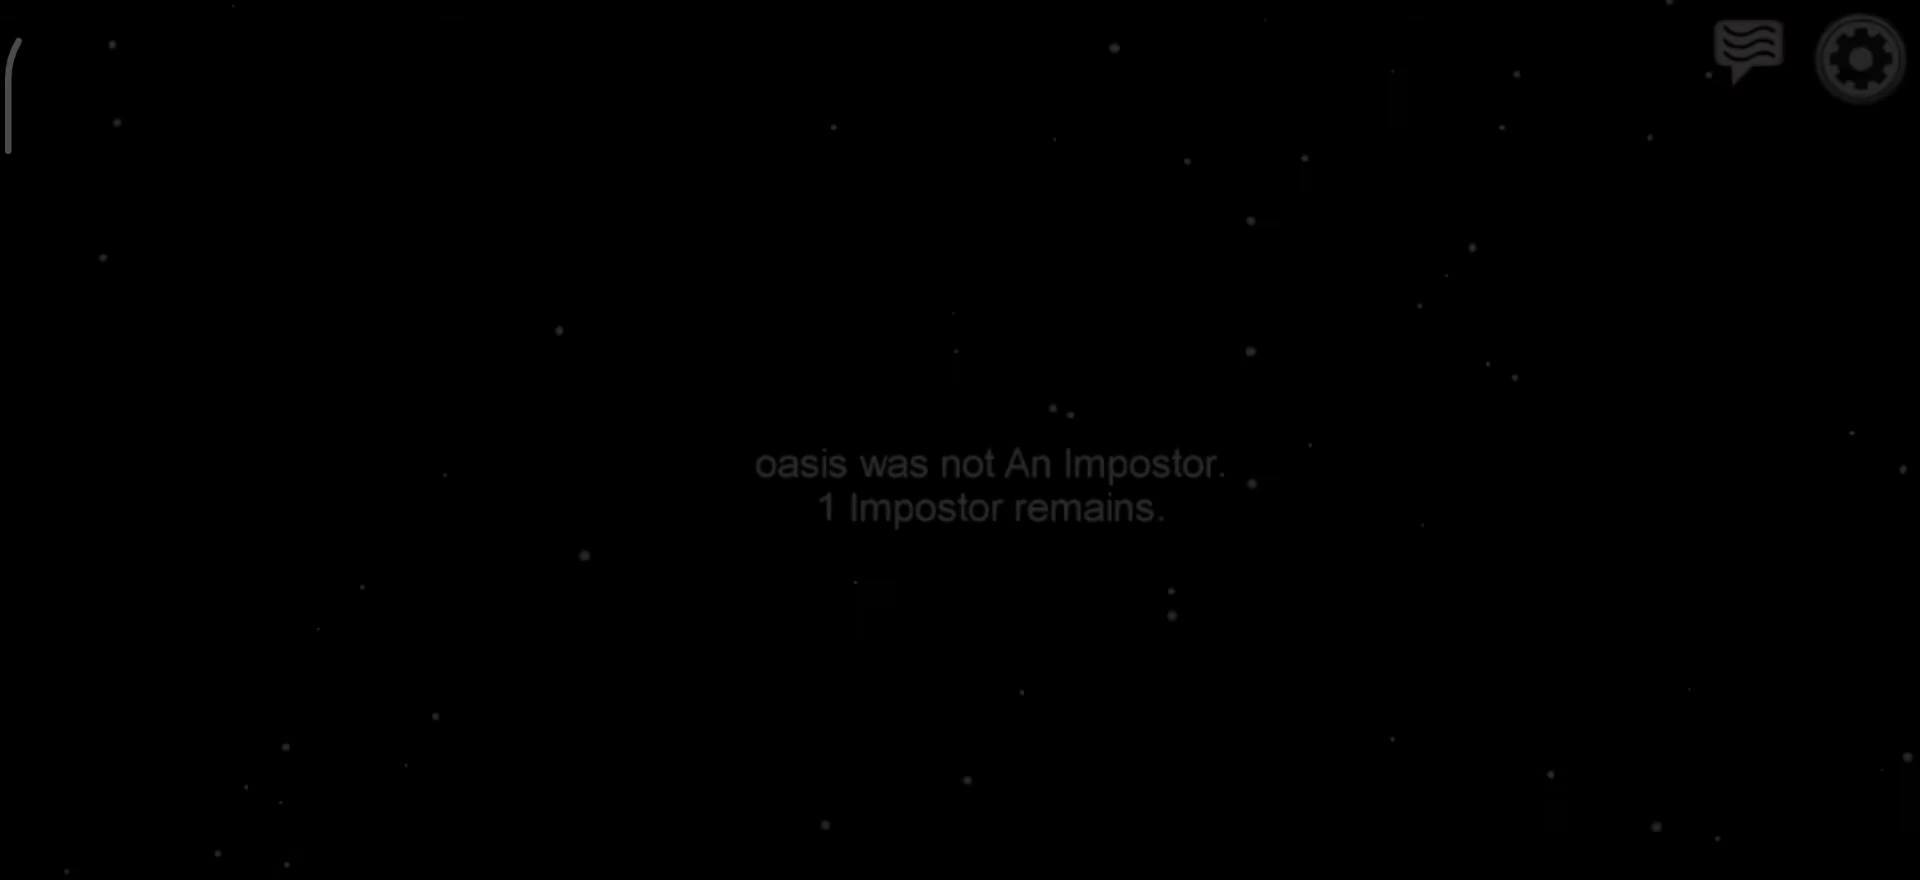 oasis was not An Impostor.
1 Impostor remains.